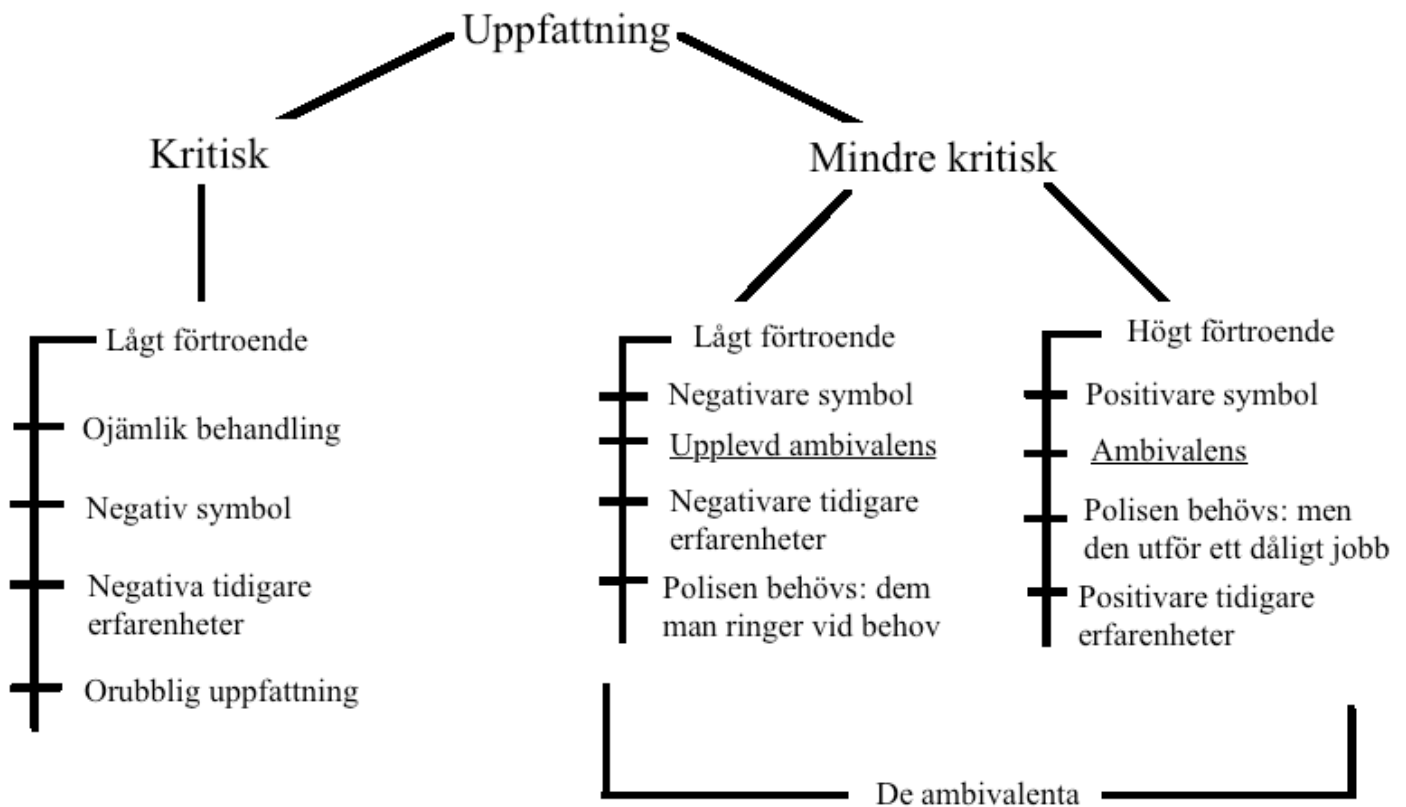 Uppfattning
Kritisk
Mindre kritisk
Lågt förtroende
Ojämlik behandling
Negativ symbol
Negativa tidigare
erfarenheter
Orubblig uppfattning
Lågt förtroende
Negativare symbol
Upplevd ambivalens
Negativare tidigare
erfarenheter
Polisen behövs: dem
man ringer vid behov
Högt förtroende
Positivare symbol
Ambivalens
Polisen behövs: men
den utför ett dåligt jobb
Positivare tidigare
erfarenheter
De ambivalenta